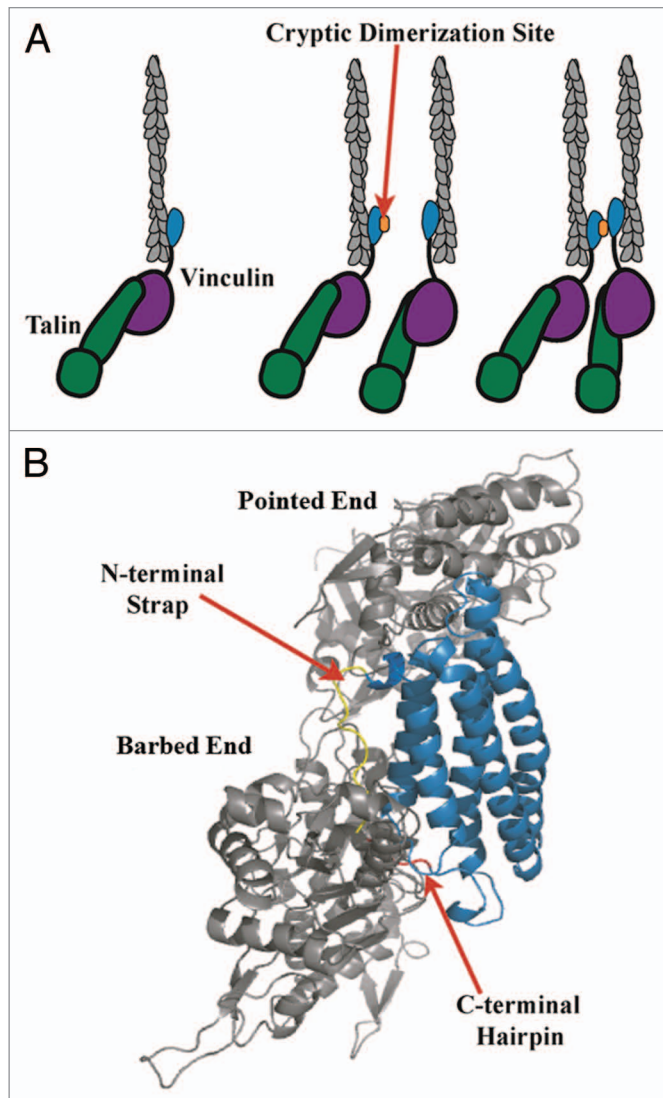 A
Cryptic Dimerization
Site
Vinculin
Talin
B
Pointed End
N-terminal
Strap
Barbed End
C-terminal
Hairpin